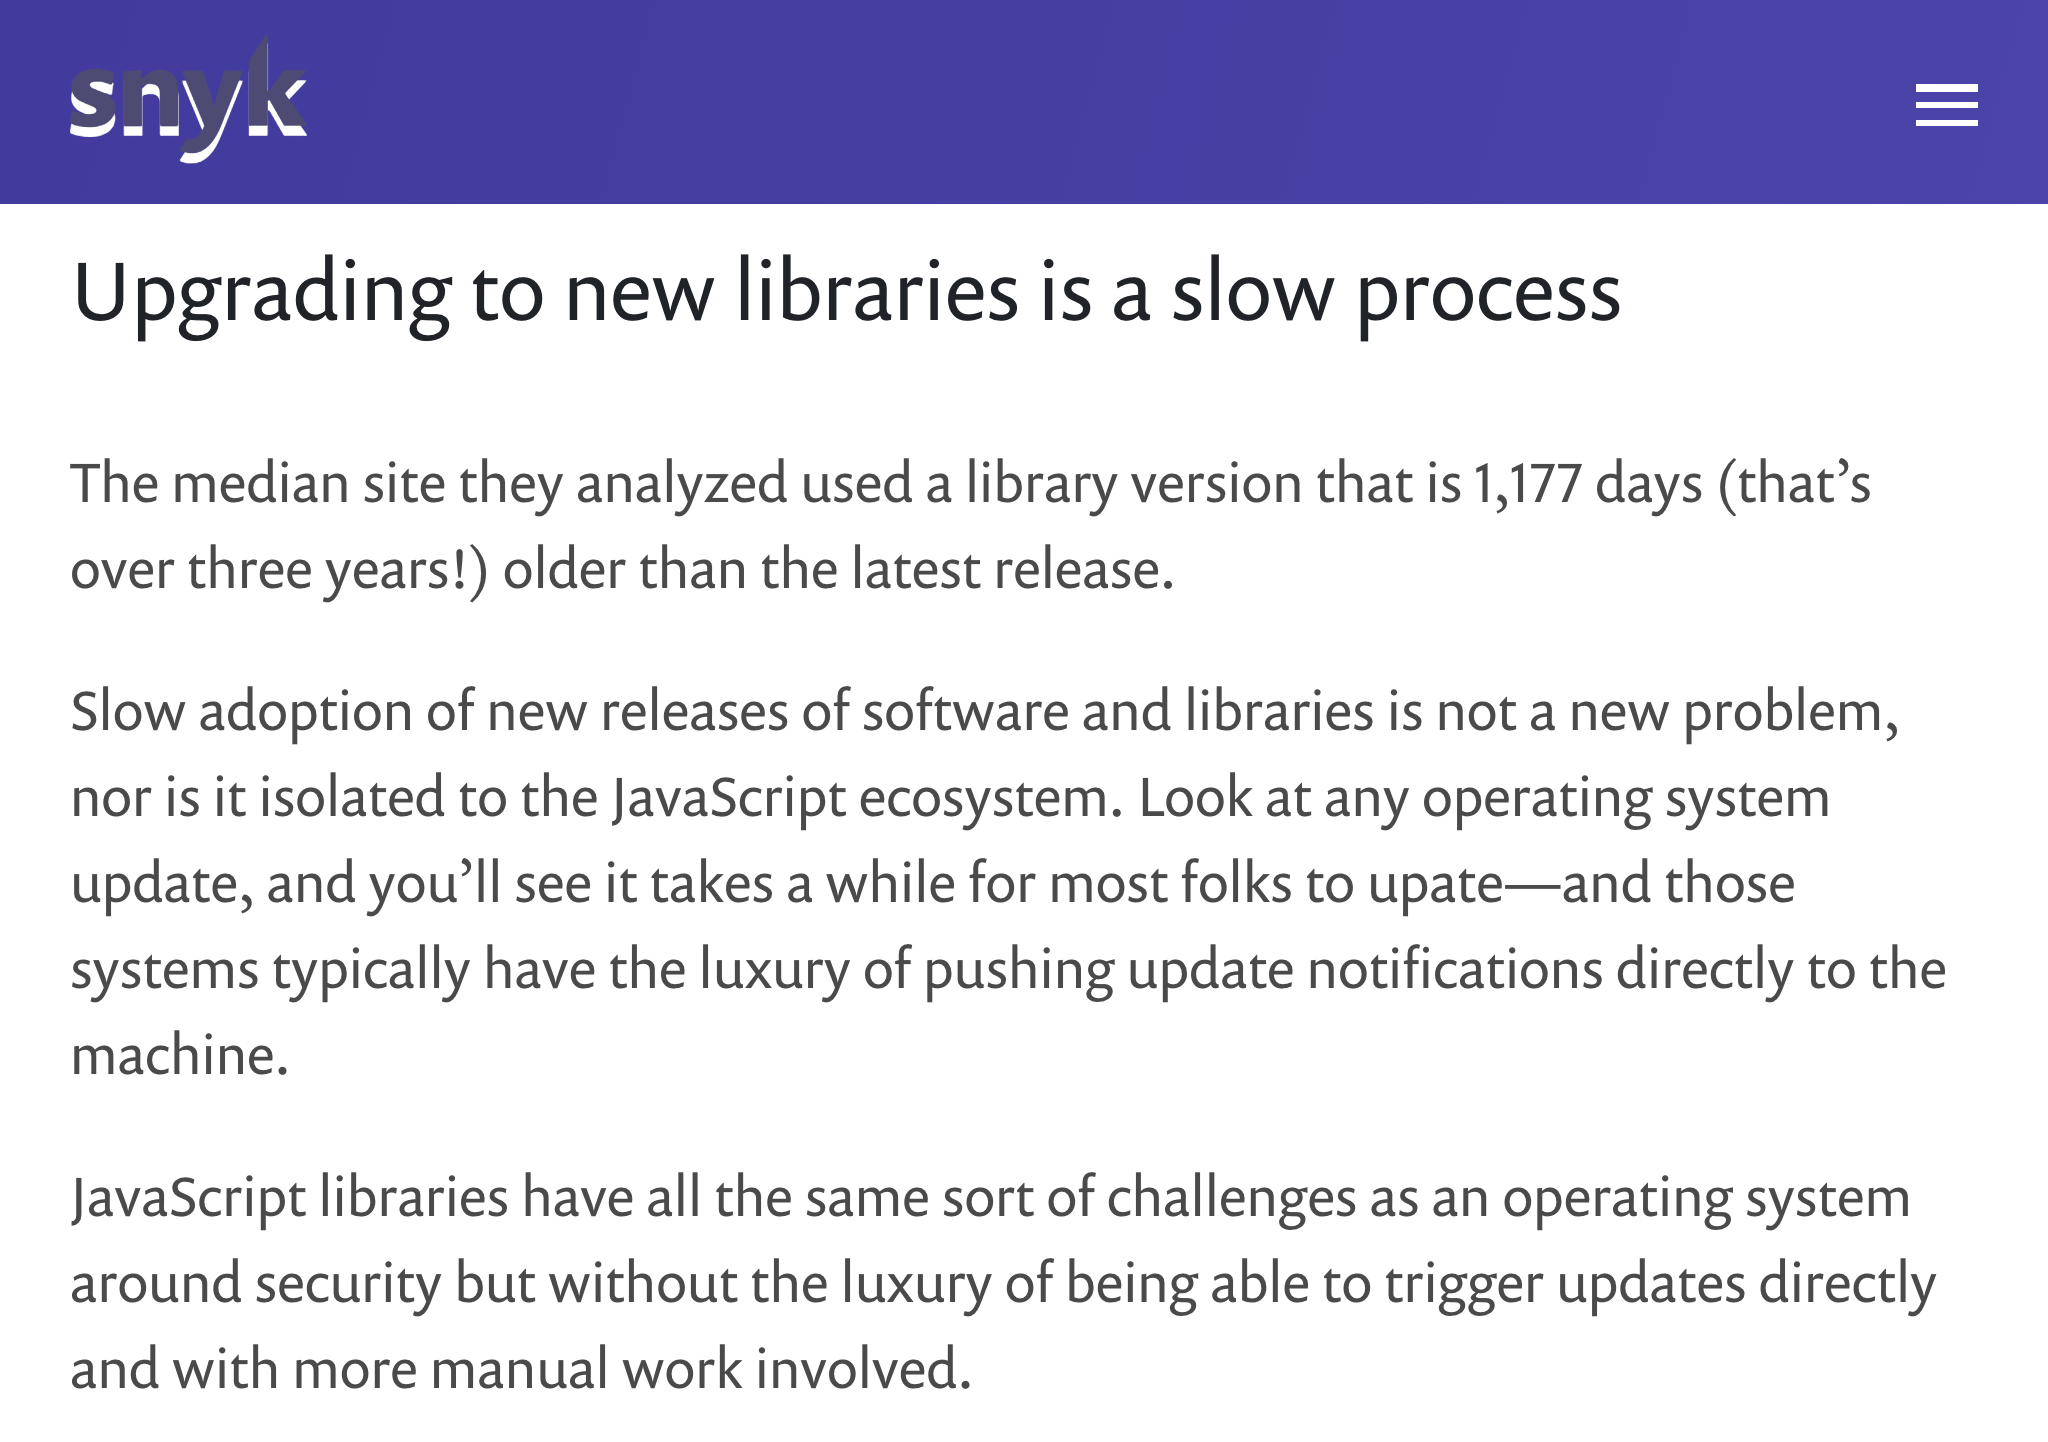 snyk
Upgrading to new libraries is a slow process
The median site they analyzed used a library version that is 1,177 days (that’s
over three years!) older than the latest release.
Slow adoption of new releases of software and libraries is not a new problem,
nor is it isolated to the JavaScript ecosystem. Look at any operating system
update, and you’ll see it takes a while for most folks to upate—and those
systems typically have the luxury of pushing update notifications directly to the
machine.
JavaScript libraries have all the same sort of challenges as an operating system
around security but without the luxury of being able to trigger updates directly
and with more manual work involved.